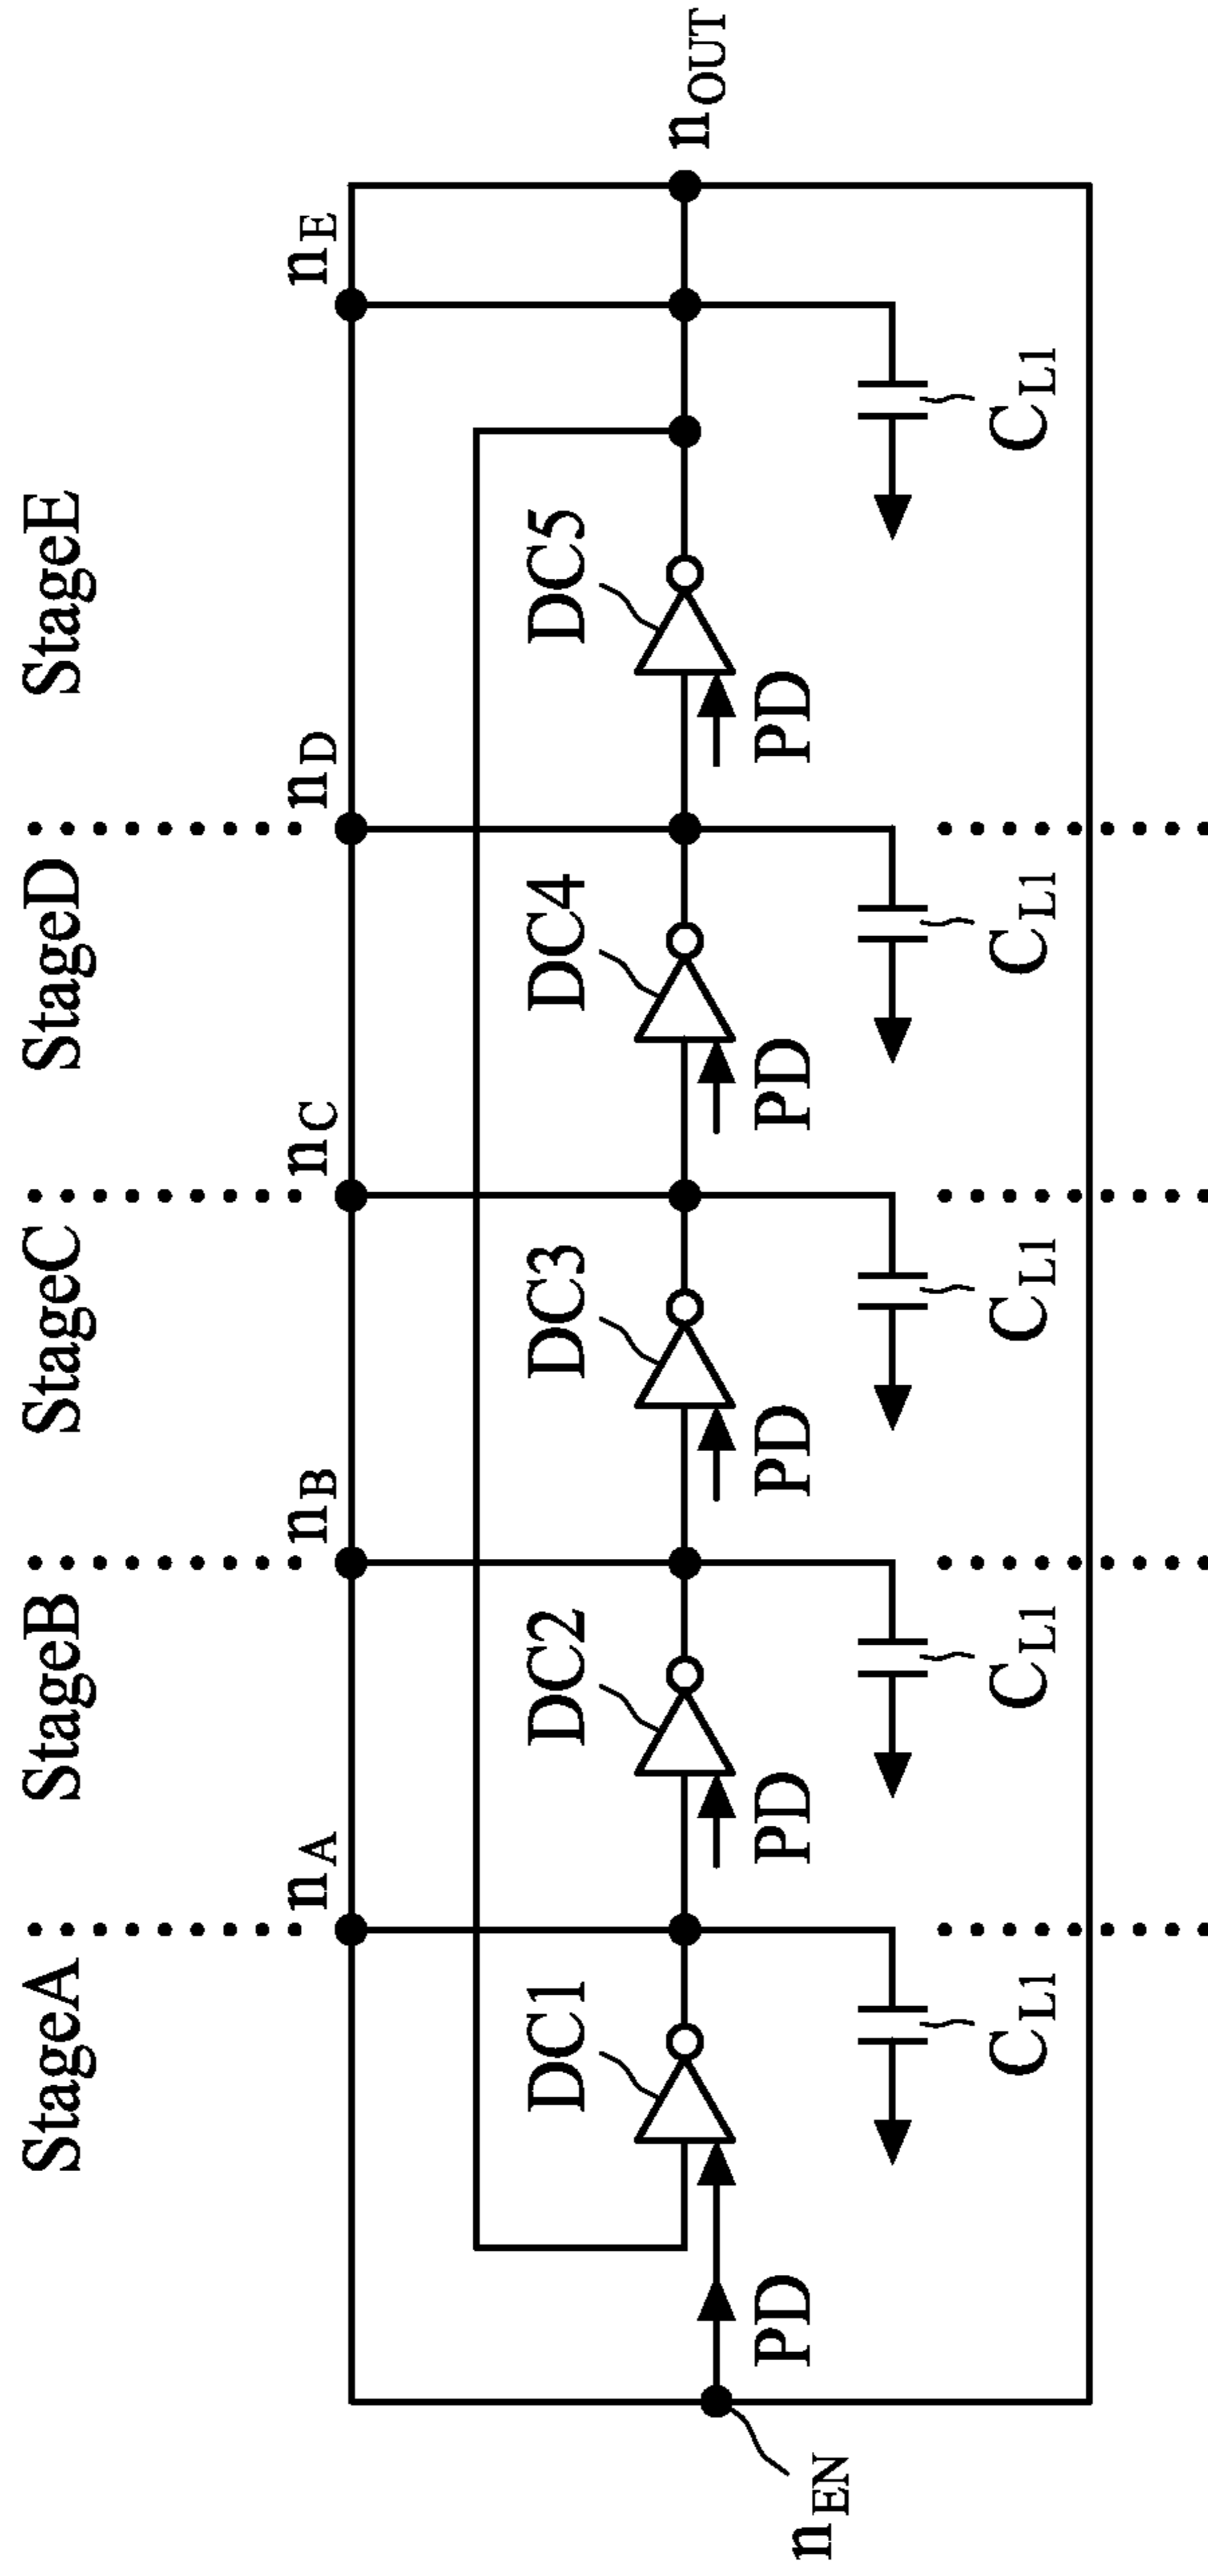 StageA StageB StageC StageD StageE
nA nB nC nD nE
DC1 DC2 DC3 DC4 DC5
nOUT
PD PD PD PD PD
nEN
CL1 CL1 CL1 CL1 CL1